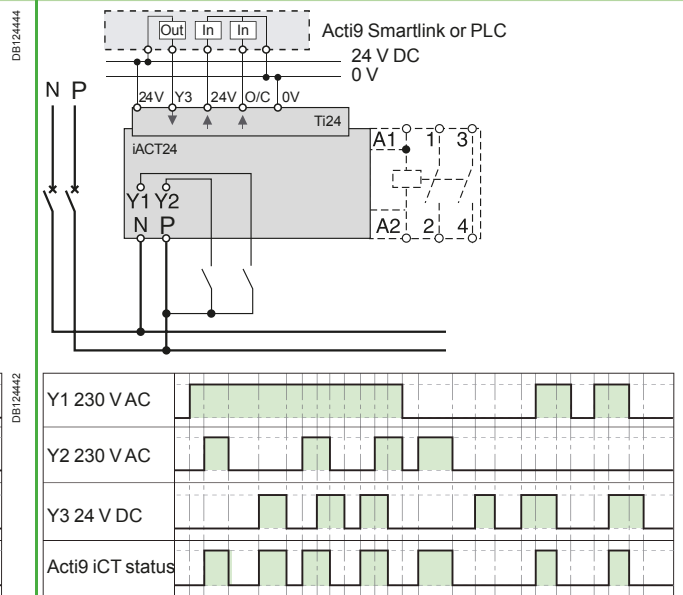 DB124444
Out In In
Acti9 Smartlink or PLC
24 V DC
0 V
N P
24V Y3 24V O/C 0V
Ti24
iACT24
A1 1 3
Y1 Y2
N P
A2 2 4
DB124442
Y1 230 V AC
Y2 230 V AC
Y3 24 V DC
Acti9 iCT status